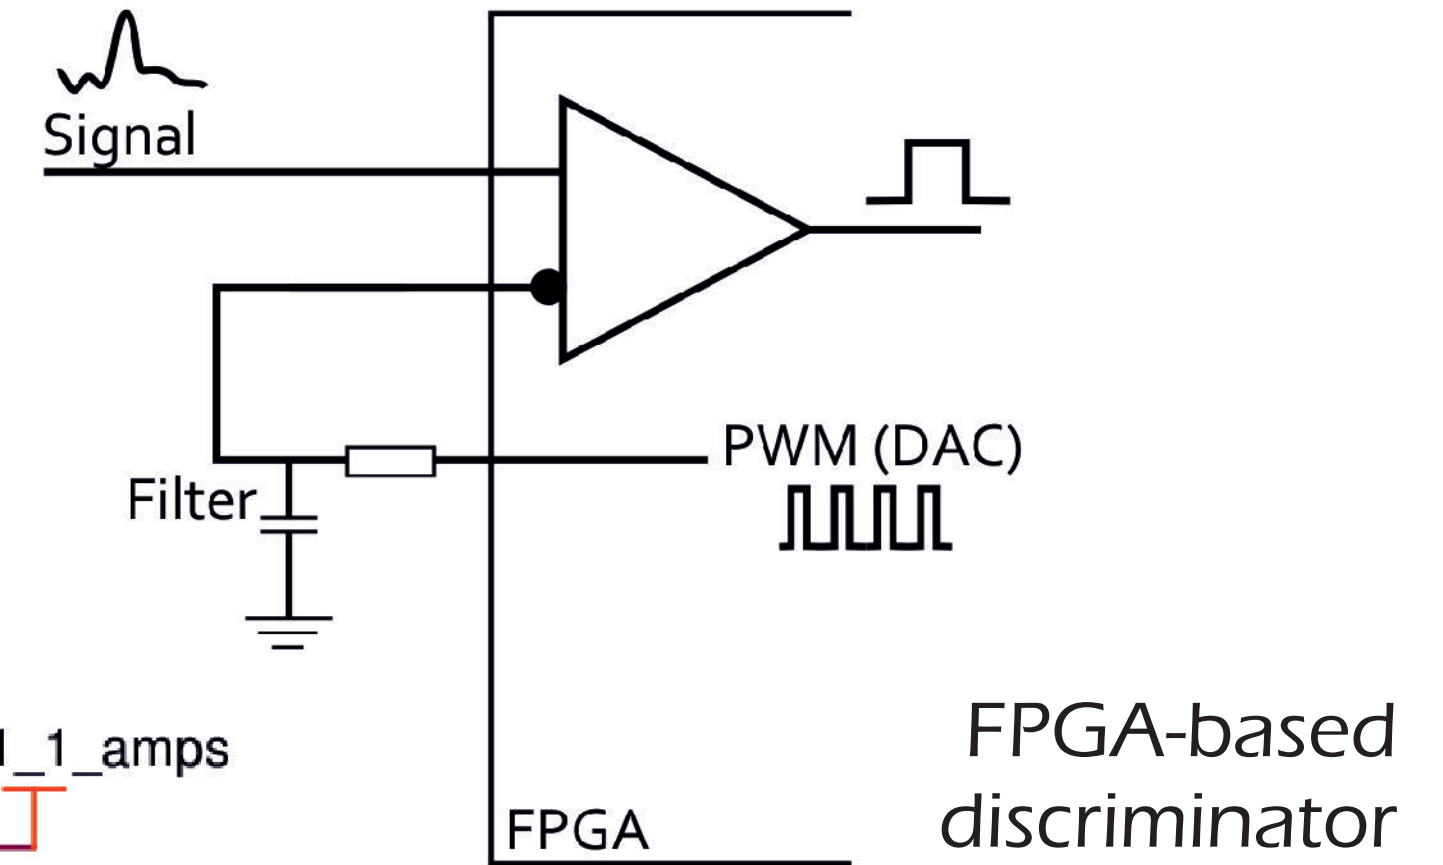 Signal
PWM (DAC)
Filter
_1_amps
FPGA
FPGA-based
discriminator